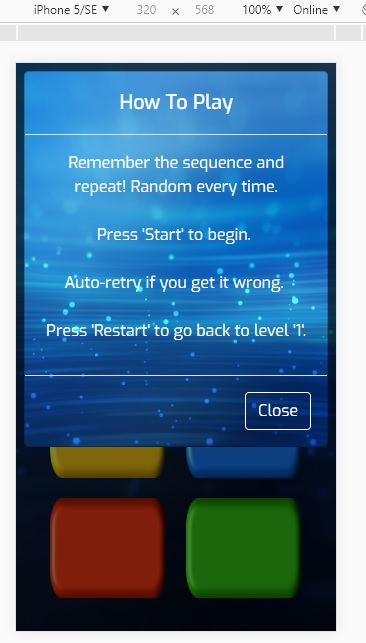 iPhone 5/SE ▼ 320 × 568 100% ▼ Online ▼
How To Play
Remember the sequence and
repeat! Random every time.
Press 'Start' to begin.
Auto-retry if you get it wrong.
Press 'Restart' to go back to level '1'.
Close